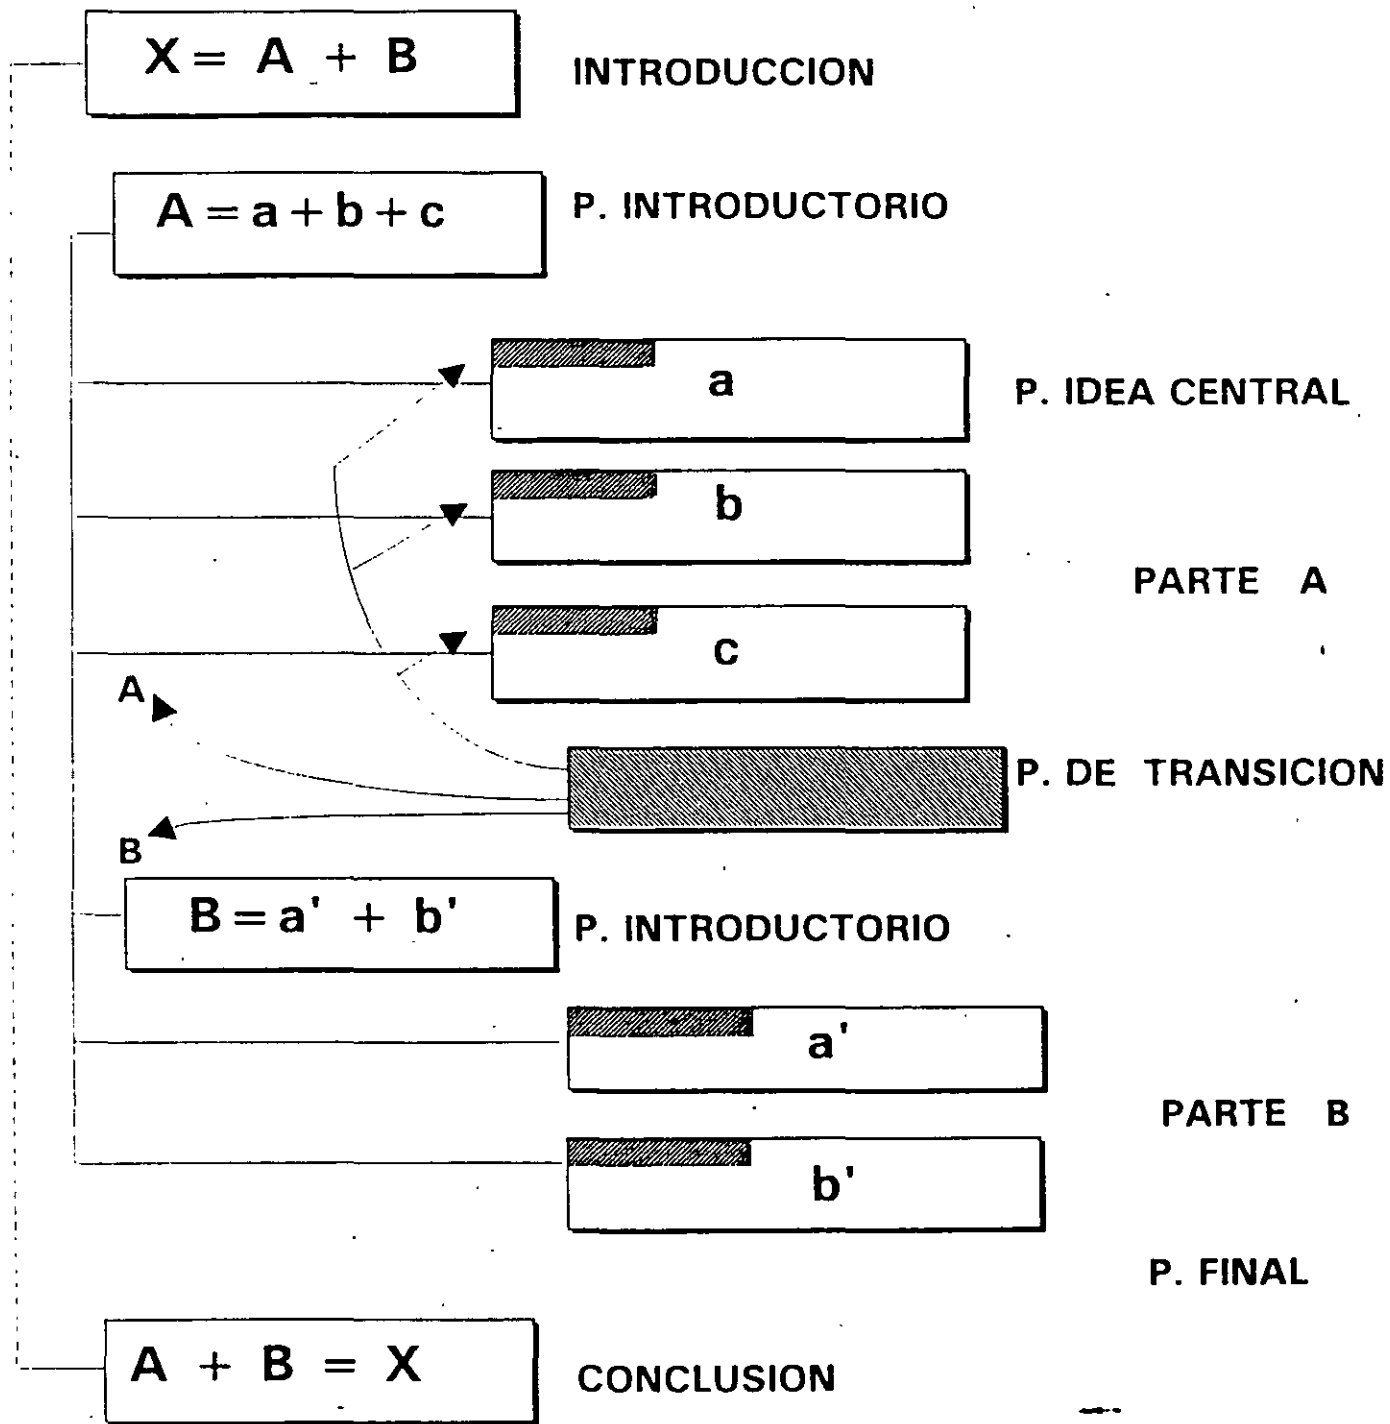 X = A + B INTRODUCCION
A = a + b + c P. INTRODUCTORIO
a P. IDEA CENTRAL
b
PARTE A
c
A
P. DE TRANSICION
B
B = a' + b' P. INTRODUCTORIO
a'
PARTE B
b'
P. FINAL
A + B = X CONCLUSION